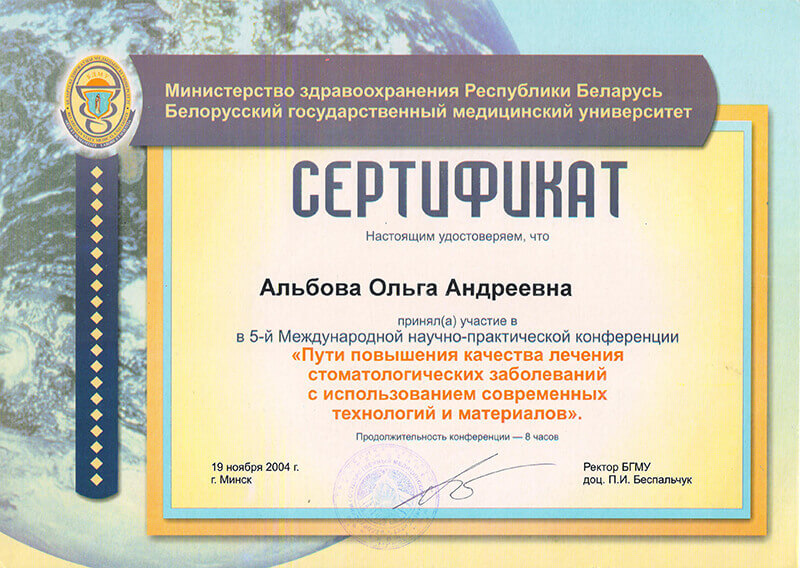 Министерство здравоохранения Республики Беларусь
Белорусский государственный медицинский университет
СЕРТИФИКАТ
Настоящим удостоверяем, что
Альбова Ольга Андреевна
принял(а) участие в
в 5-й Международной научно-практической конференции
«Пути повышения качества лечения
стоматологических заболеваний
с использованием современных
технологий и материалов».
Продолжительность конференции — 8 часов
19 ноября 2004 г.
г. Минск
Ректор БГМУ
доц. П.И. Беспальчук